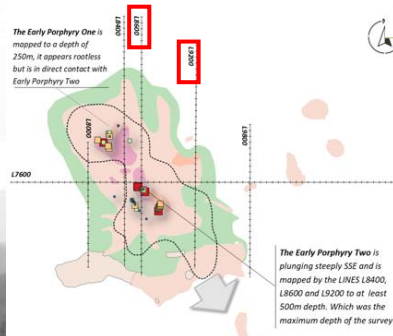 The Early Porphyry One is
mapped to a depth of
250m, it appears rootless
but is in direct contact with
Early Porphyry Two
L8400
L8600
L9200
L8000
L9800
L7600
The Early Porphyry Two is
plunging steeply SSE and is
mapped by the LINES L8400,
L8600 and L9200 to at least
500m depth. Which was the
maximum depth of the survey